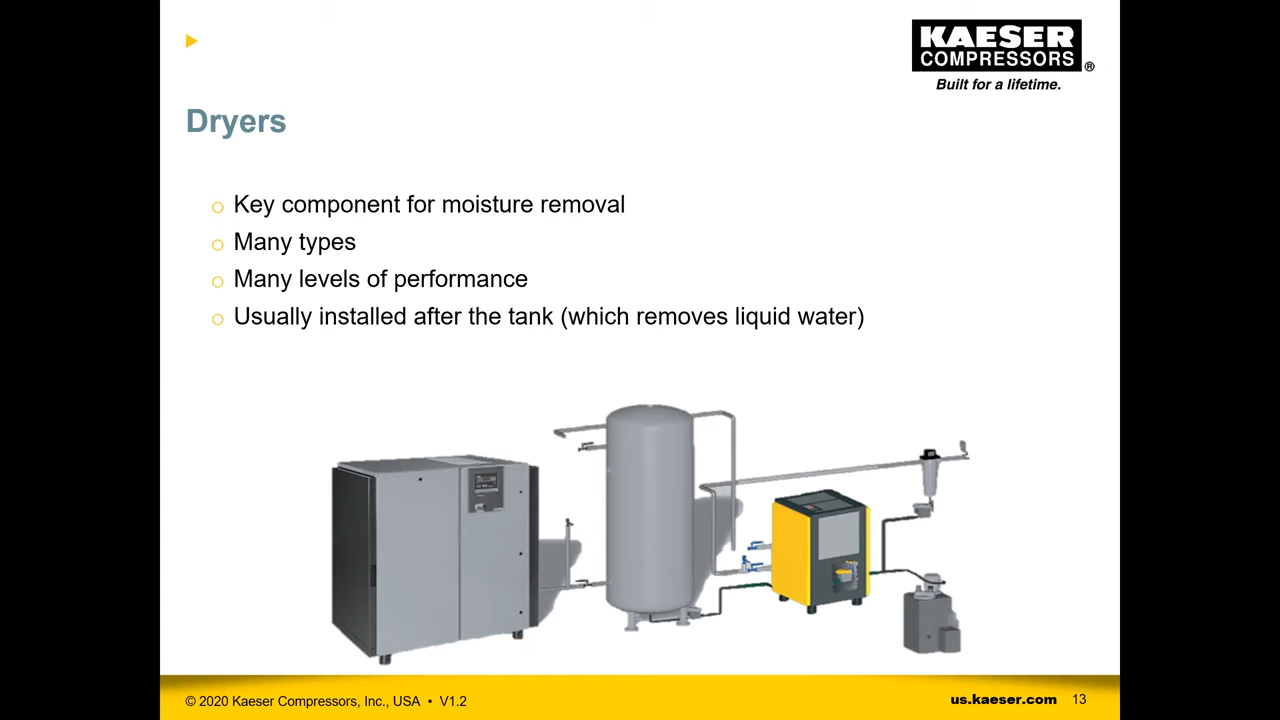 KAESER
COMPRESSORS
®
Built for a lifetime.
Dryers
Key component for moisture removal
Many types
Many levels of performance
Usually installed after the tank (which removes liquid water)
© 2020 Kaeser Compressors, Inc., USA • V1.2
us.kaeser.com 13